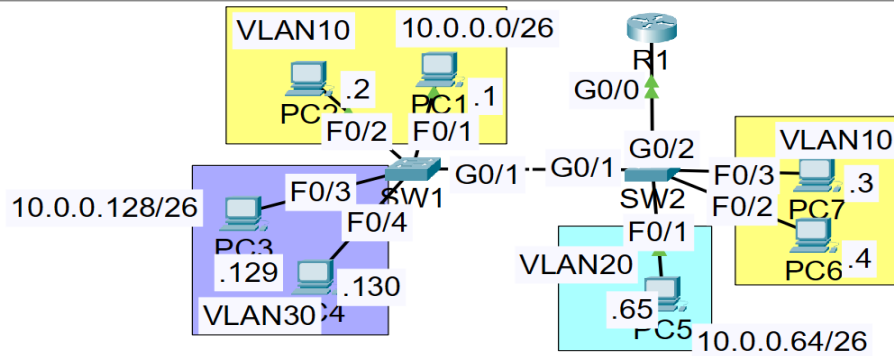 VLAN10
10.0.0.0/26
R1
.2
.1
PC1
G0/0
F0/2
F0/1
G0/2
VLAN10
G0/1
G0/1
SW1
SW2
F0/3
.3
PC7
10.0.0.128/26
F0/3
F0/4
F0/2
F0/1
PC3
.129
.130
VLAN20
PC6
.4
VLAN30
.65
PC5
10.0.0.64/26